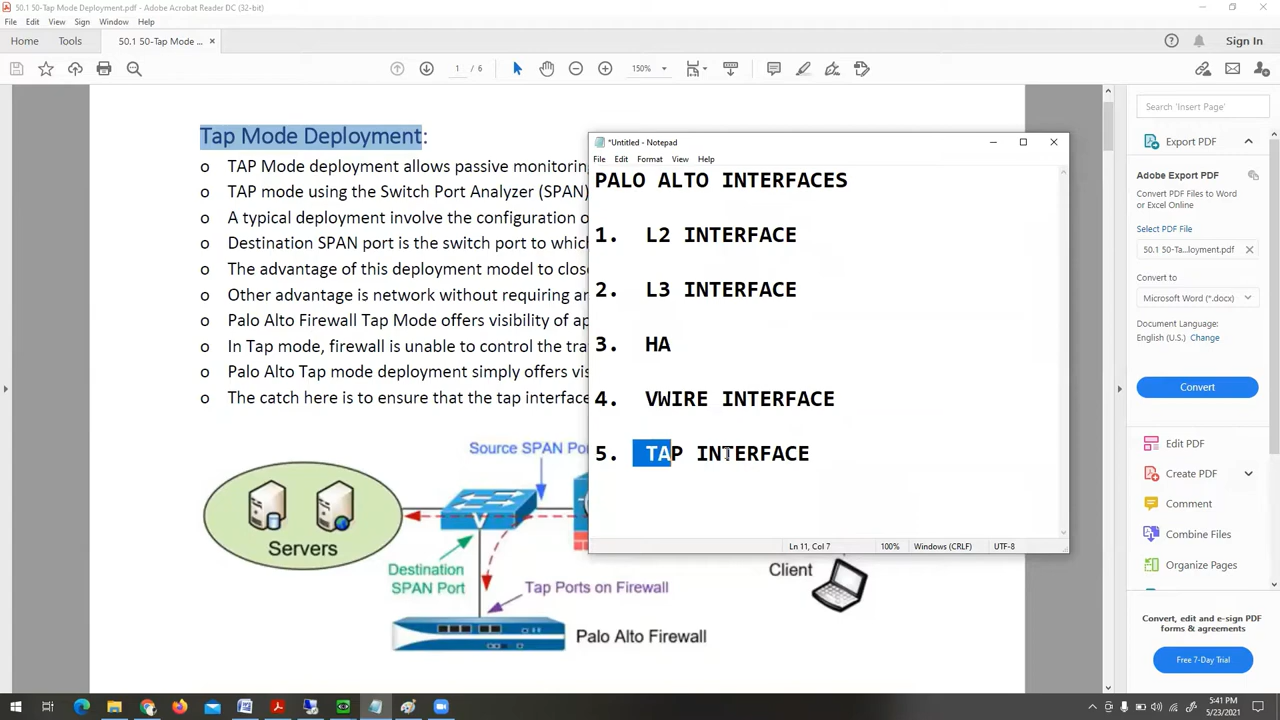 50.1 50-Tap Mode Deployment.pdf - Adobe Acrobat Reader DC (32-bit)
File Edit View Sign Window Help
Home Tools 50.1 50-Tap Mode ... Sign In
1 / 6 150%
Tap Mode Deployment:
o TAP Mode deployment allows passive monitoring
o TAP mode using the Switch Port Analyzer (SPAN)
o A typical deployment involve the configuration o
o Destination SPAN port is the switch port to which
o The advantage of this deployment model to close
o Other advantage is network without requiring an
o Palo Alto Firewall Tap Mode offers visibility of ap
o In Tap mode, firewall is unable to control the tra
o Palo Alto Tap mode deployment simply offers vis
o The catch here is to ensure that the tap interface
Source SPAN Por
Servers
Destination
SPAN Port
Tap Ports on Firewall
Palo Alto Firewall
Client
*Untitled - Notepad
File Edit Format View Help
PALO ALTO INTERFACES
1. L2 INTERFACE
2. L3 INTERFACE
3. HA
4. VWIRE INTERFACE
5. TAP INTERFACE
Ln 11, Col 7 100% Windows (CRLF) UTF-8
Search 'Insert Page'
Export PDF
Adobe Export PDF
Convert PDF Files to Word
or Excel Online
Select PDF File
50.1 50-Ta...loyment.pdf
Convert to
Microsoft Word (*.docx)
Document Language:
English (U.S.) Change
Convert
Edit PDF
Create PDF
Comment
Combine Files
Organize Pages
Convert, edit and e-sign PDF
forms & agreements
Free 7-Day Trial
5:41 PM
5/23/2021